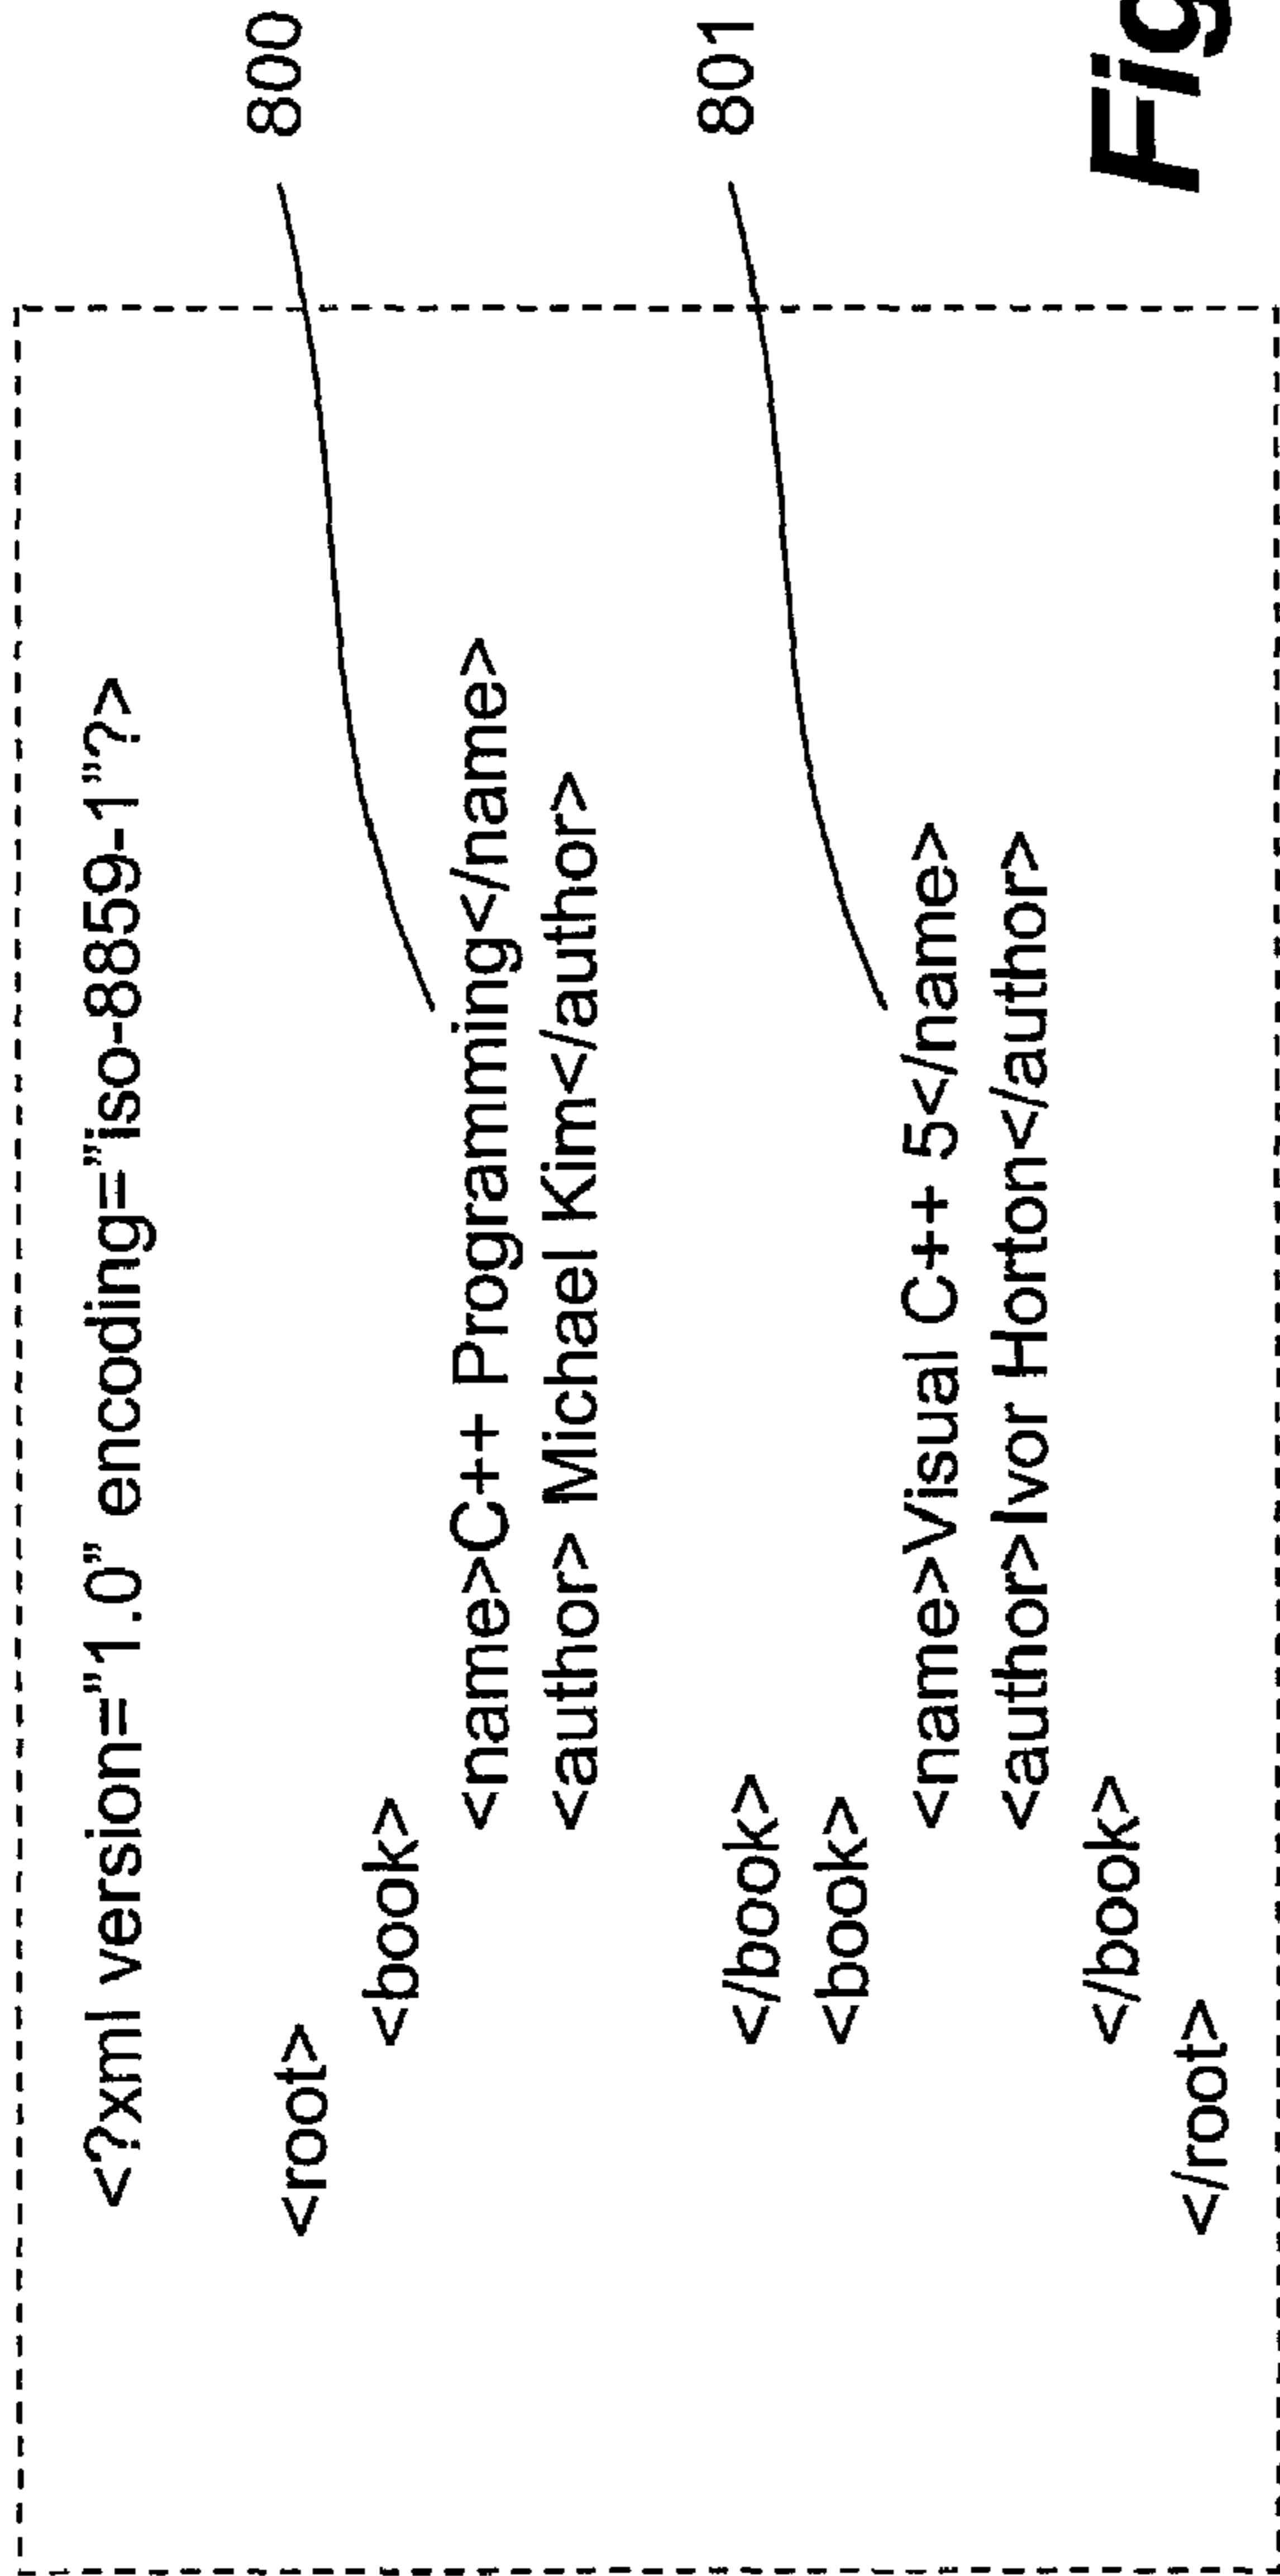 <?xml version=”1.0” encoding=”iso-8859-1”?>
<root>
800
<book>
<name>C++ Programming</name>
<author> Michael Kim</author>
</book>
801
<book>
<name>Visual C++ 5</name>
<author>Ivor Horton</author>
</book>
</root>
Fig